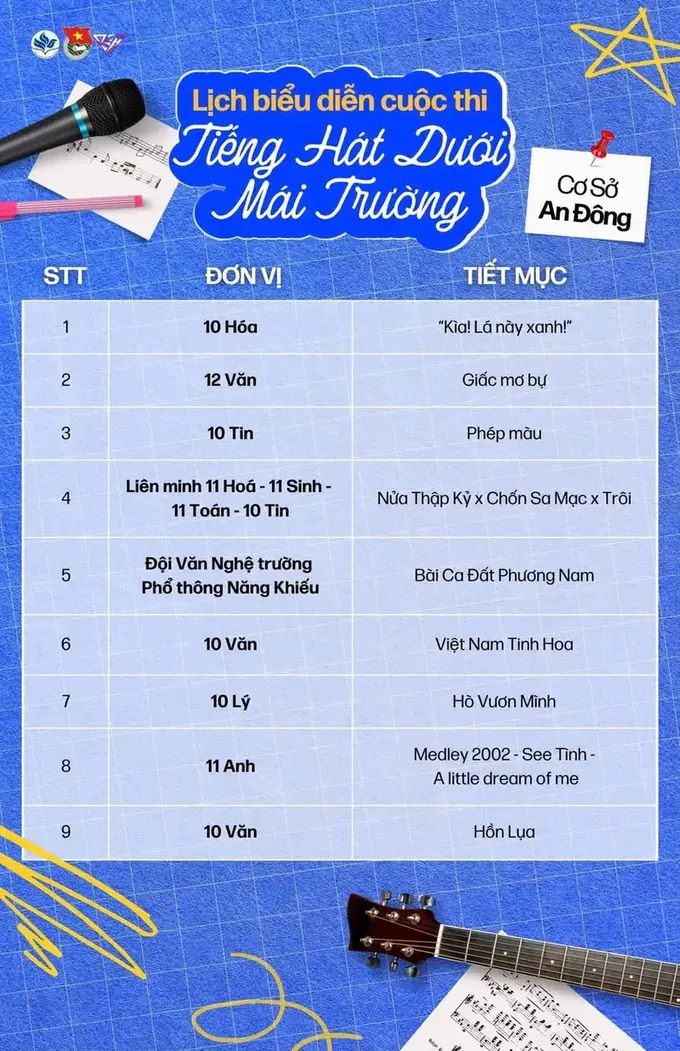 Lịch biểu diễn cuộc thi
Tiếng Hát Dưới
Mái Trường
Cơ Sở
An Đông
STT ĐƠN VỊ TIẾT MỤC
1 10 Hóa “Kìa! Lá này xanh!”
2 12 Văn Giấc mơ bự
3 10 Tin Phép màu
4 Liên minh 11 Hoá - 11 Sinh -
11 Toán - 10 Tin Nửa Thập Kỷ x Chốn Sa Mạc x Trôi
5 Đội Văn Nghệ trường
Phổ thông Năng Khiếu Bài Ca Đất Phương Nam
6 10 Văn Việt Nam Tinh Hoa
7 10 Lý Hò Vươn Mình
8 11 Anh Medley 2002 - See Tình -
A little dream of me
9 10 Văn Hồn Lụa